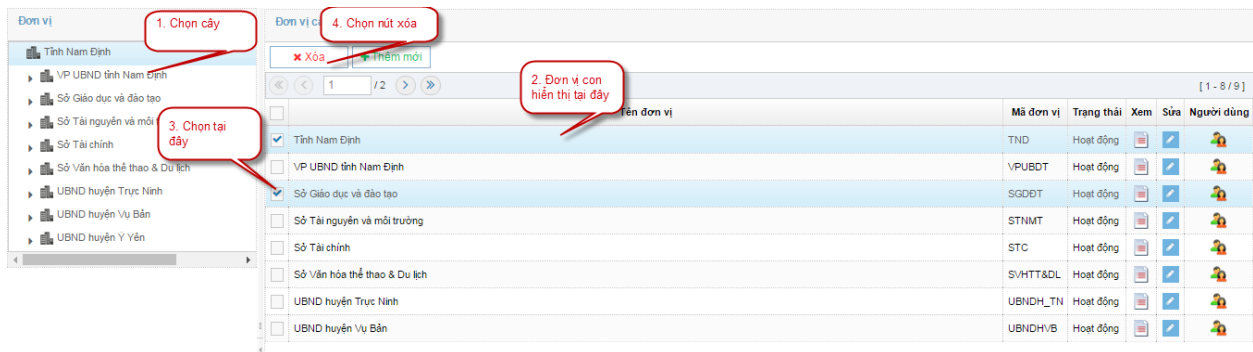 Đơn vị
1. Chọn cây
Tỉnh Nam Định
VP UBND tỉnh Nam Định
Sở Giáo dục và đào tạo
Sở Tài nguyên và môi
Sở Tài chính
Sở Văn hóa thể thao & Du lịch
UBND huyện Trực Ninh
UBND huyện Vụ Bản
UBND huyện Ý Yên
3. Chọn tại
đây
Đơn vị
4. Chọn nút xóa
Xóa
Thêm mới
1 / 2
[ 1 - 8 / 9 ]
2. Đơn vị con
hiển thị tại đây
Tên đơn vị Mã đơn vị Trạng thái Xem Sửa Người dùng
Tỉnh Nam Định TND Hoạt động
VP UBND tỉnh Nam Định VPUBDT Hoạt động
Sở Giáo dục và đào tạo SGDĐT Hoạt động
Sở Tài nguyên và môi trường STNMT Hoạt động
Sở Tài chính STC Hoạt động
Sở Văn hóa thể thao & Du lịch SVHTT&DL Hoạt động
UBND huyện Trực Ninh UBNDH_TN Hoạt động
UBND huyện Vụ Bản UBNDHVB Hoạt động